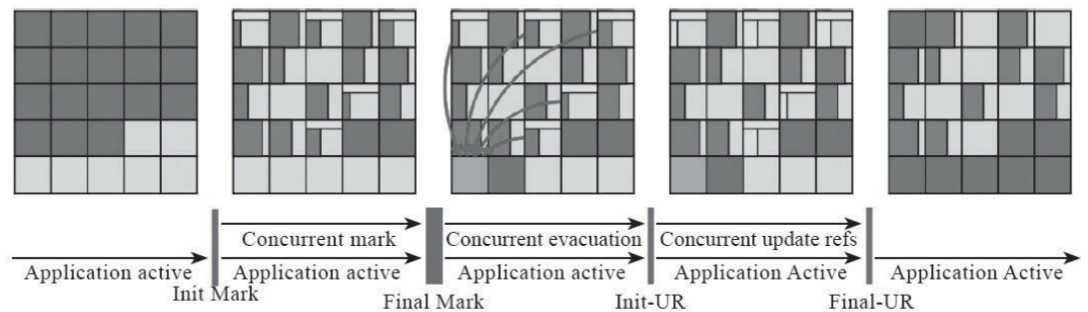 Concurrent mark
Concurrent evacuation
Concurrent update refs
Application active
Application active
Application active
Application Active
Application Active
Init Mark
Final Mark
Init-UR
Final-UR